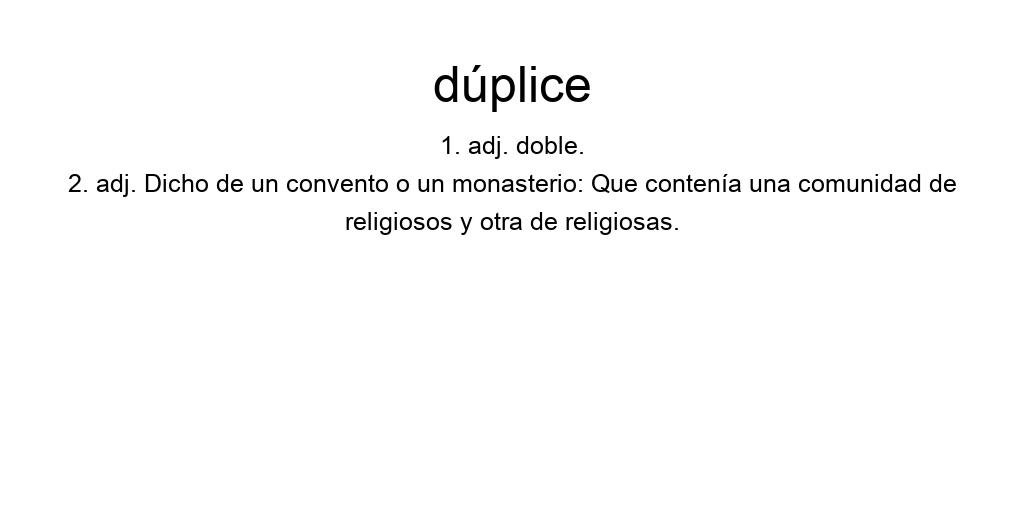 dúplice
1. adj. doble.
2. adj. Dicho de un convento o un monasterio: Que contenía una comunidad de
religiosos y otra de religiosas.